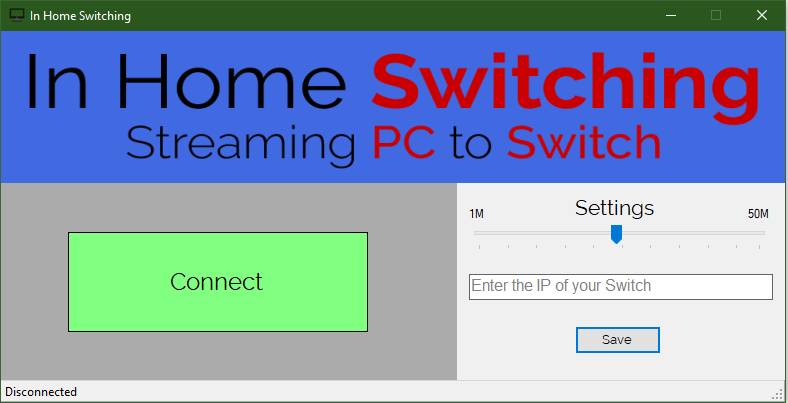 In Home Switching
In Home Switching
Streaming PC to Switch
Settings
1M
50M
Connect
Enter the IP of your Switch
Save
Disconnected